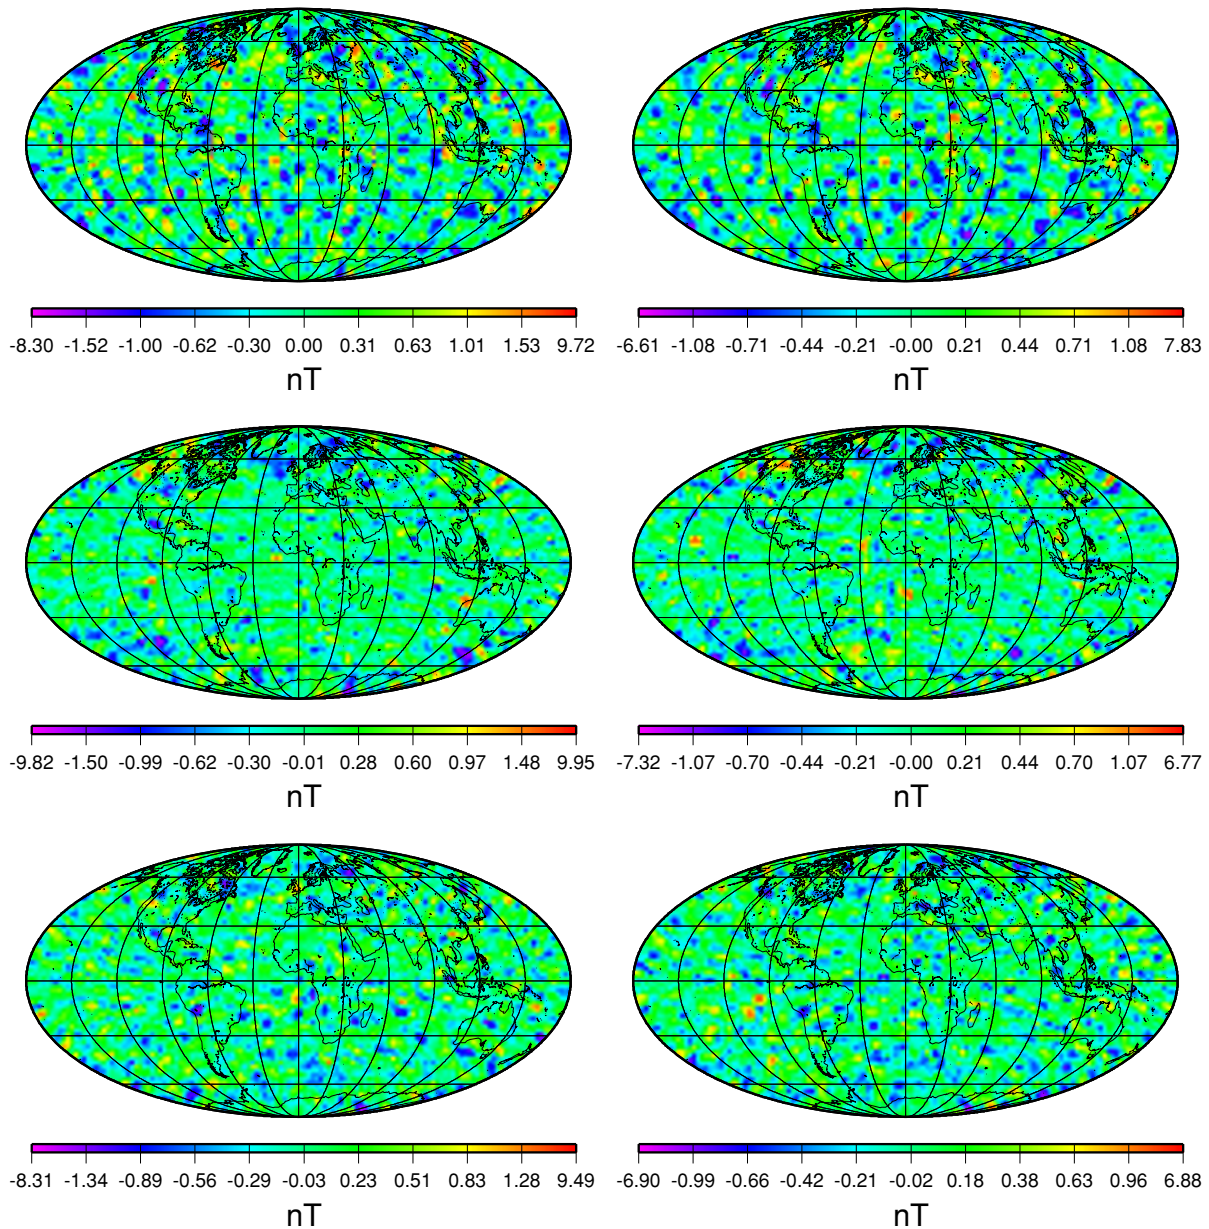 -8.30 -1.52 -1.00 -0.62 -0.30 0.00 0.31 0.63 1.01 1.53 9.72
nT
-6.61 -1.08 -0.71 -0.44 -0.21 -0.00 0.21 0.44 0.71 1.08 7.83
nT
-9.82 -1.50 -0.99 -0.62 -0.30 -0.01 0.28 0.60 0.97 1.48 9.95
nT
-7.32 -1.07 -0.70 -0.44 -0.21 -0.00 0.21 0.44 0.70 1.07 6.77
nT
-8.31 -1.34 -0.89 -0.56 -0.29 -0.03 0.23 0.51 0.83 1.28 9.49
nT
-6.90 -0.99 -0.66 -0.42 -0.21 -0.02 0.18 0.38 0.63 0.96 6.88
nT